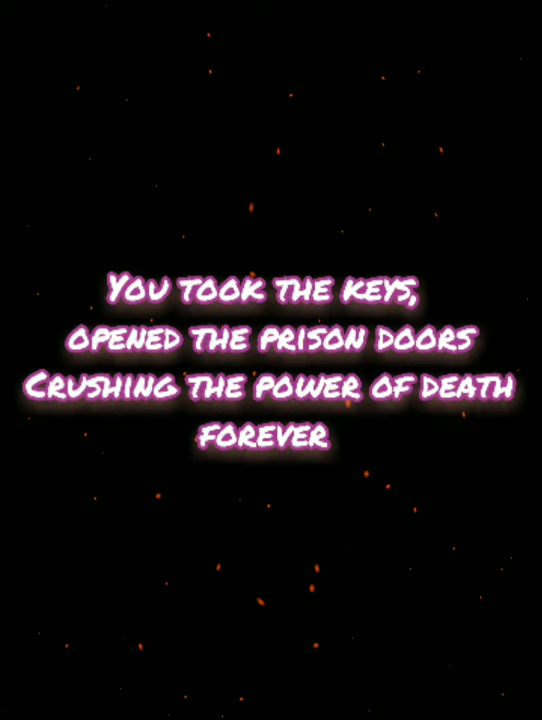 You took the keys,
opened the prison doors
Crushing the power of death
forever